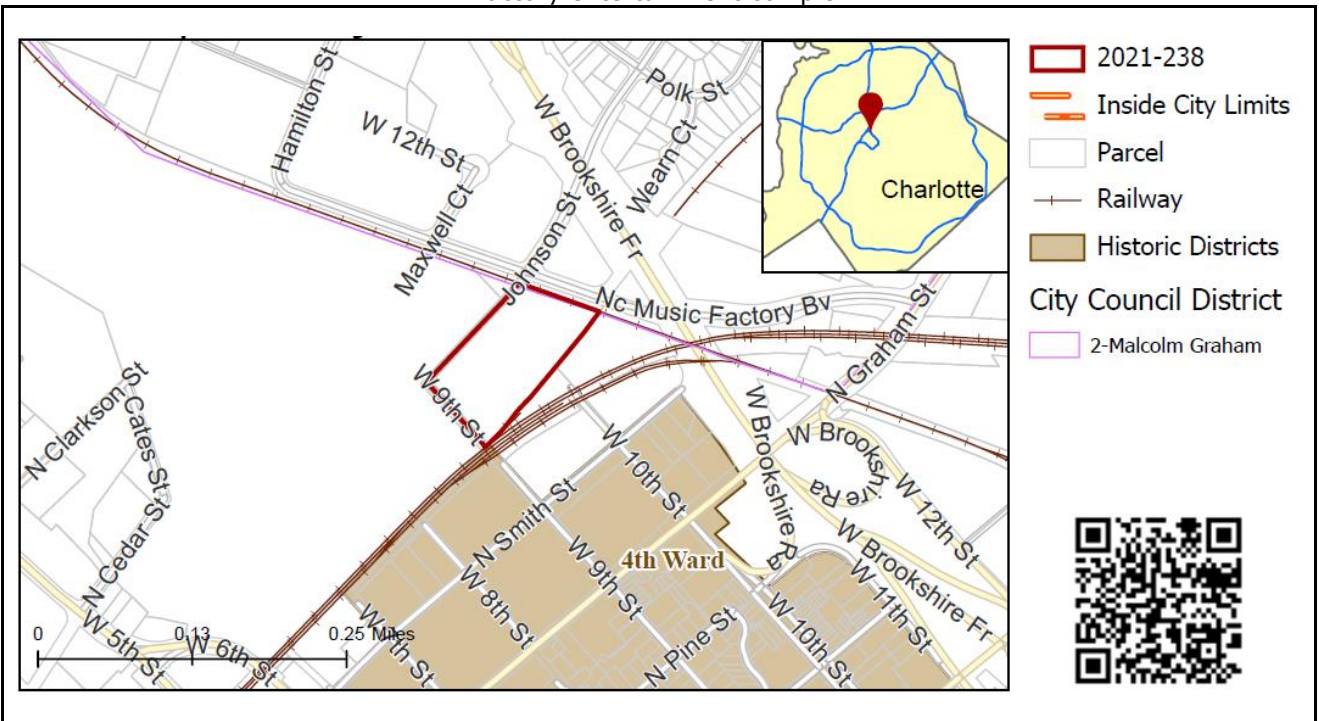 2021-238
Inside City Limits
Parcel
Railway
Historic Districts
City Council District
2-Malcolm Graham
Charlotte
Hamilton St
W 12th St
Maxwell Ct
Johnson St
W Brookshire Fr
Polk St
Wearn Ct
Nc Music Factory Bv
N Graham St
W 9th St
N Clarkson St
Cates St
N Cedar St
W 5th St
W 6th St
W 7th St
W 8th St
N Smith St
W 9th St
W 10th St
4th Ward
N Pine St
W 10th St
W 11th St
W Brookshire Ra
W Brookshire Ra
W 12th St
W Brookshire Fr
0
0.13
0.25 Miles